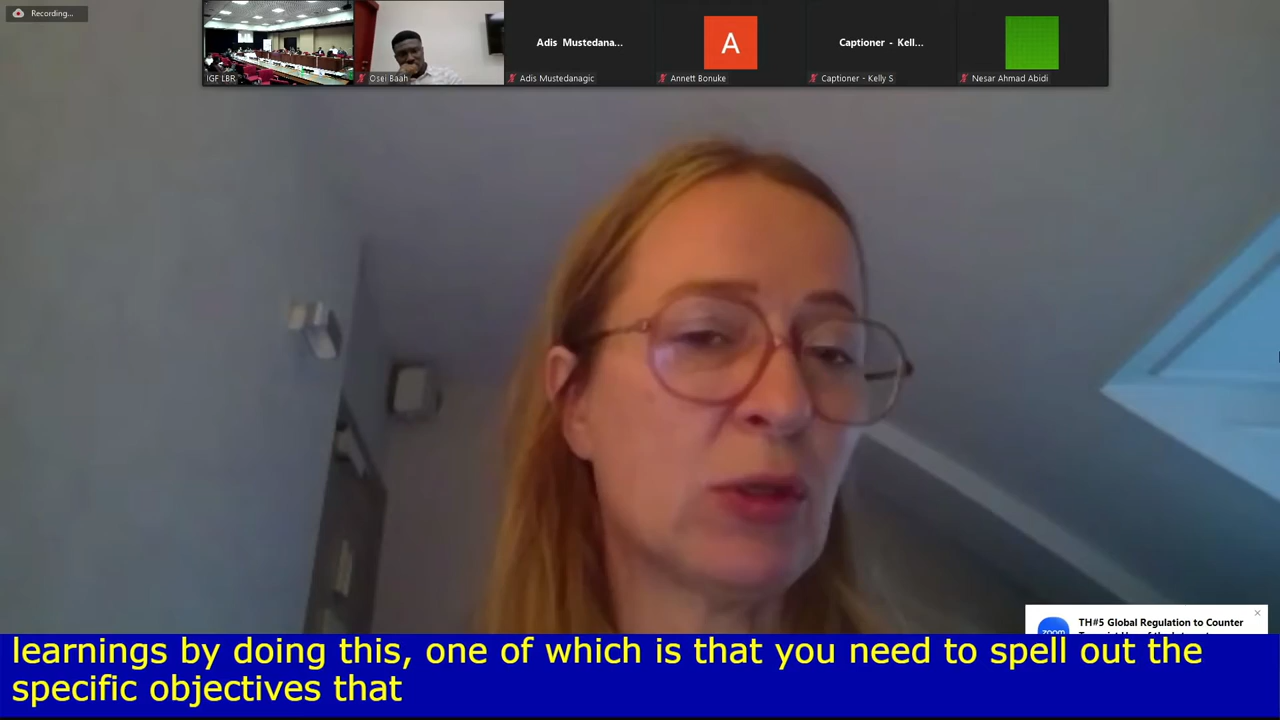 Recording...
Adis Mustedana...
A
Captioner - Kell...
IGF LBR
Osei Baah
Adis Mustedanagic
Annett Bonuke
Captioner - Kelly S
Nesar Ahmad Abidi
zoom
TH#5 Global Regulation to Counter
learnings by doing this, one of which is that you need to spell out the
specific objectives that